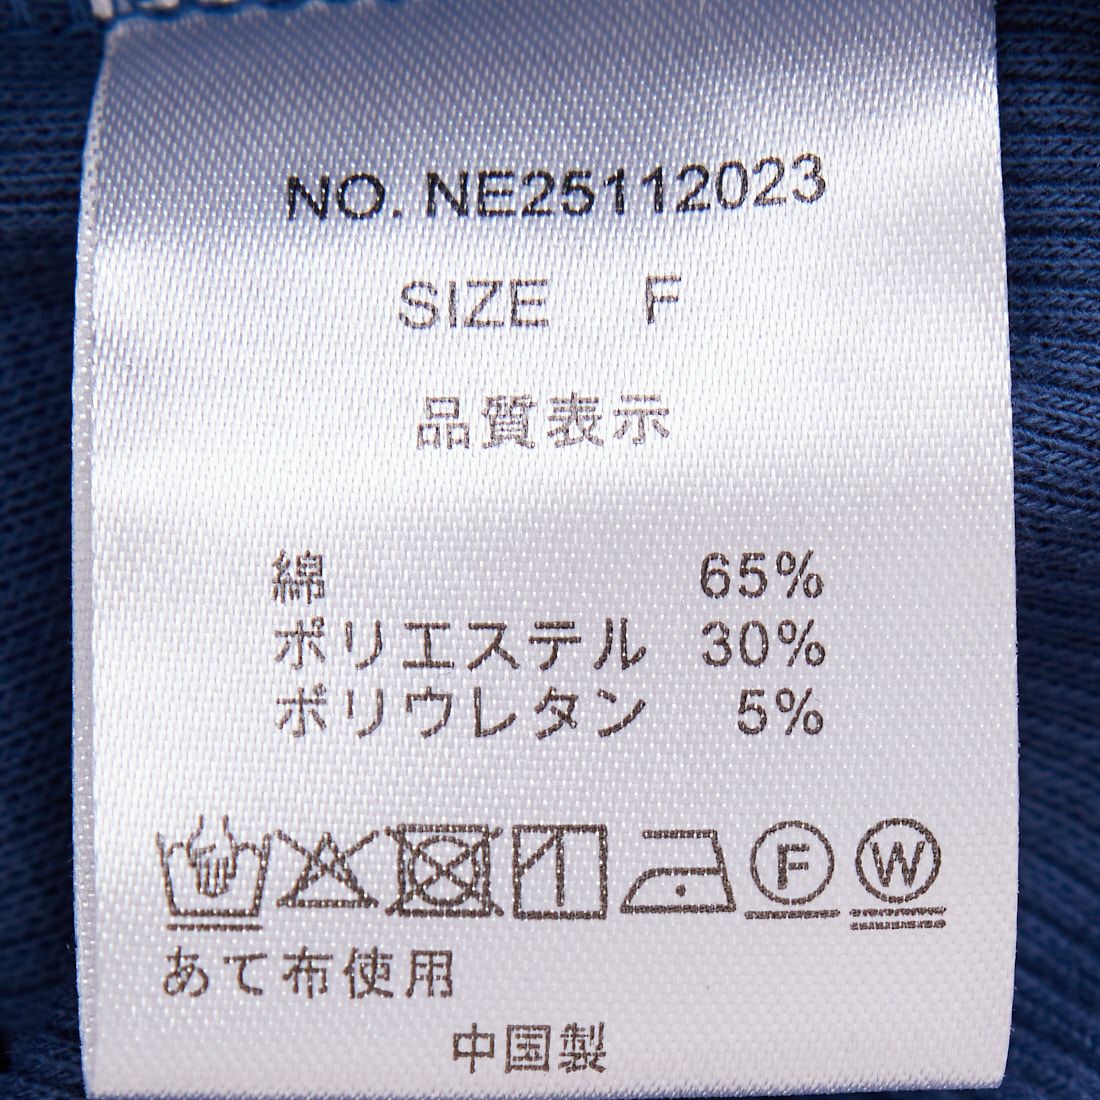 NO. NE25112023
SIZE F
品質表示
綿 65%
ポリエステル 30%
ポリウレタン 5%
F W
あて布使用
中国製